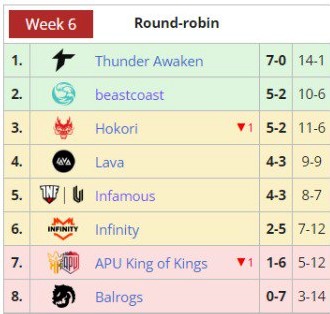 Week 6 Round-robin
1. Thunder Awaken 7-0 14-1
2. beastcoast 5-2 10-6
3. Hokori ▼1 5-2 11-6
4. LAVA Lava 4-3 9-9
5. INF Infamous 4-3 8-7
6. INFINITY Infinity 2-5 7-12
7. APU APU King of Kings ▼1 1-6 5-12
8. Balrogs 0-7 3-14